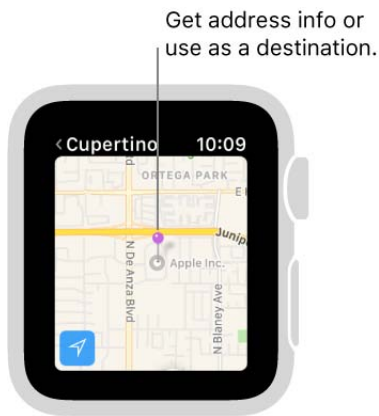 Get address info or
use as a destination.
<Cupertino 10:09
ORTEGA PARK
Junip
N De Anza Blvd
Apple Inc.
N Blaney Ave